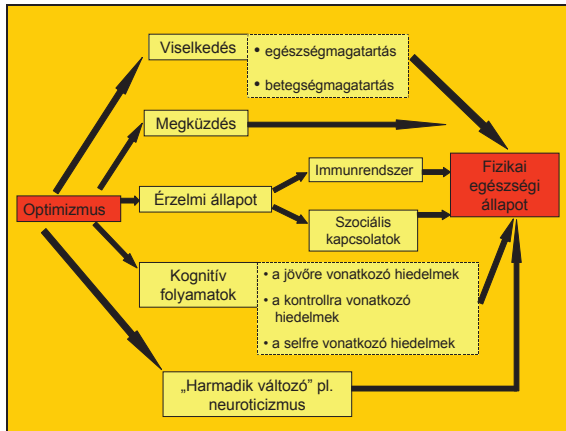 Viselkedés
• egészségmagatartás
• betegségmagatartás
Megküzdés
Immunrendszer
Fizikai
egészségi
állapot
Optimizmus
Érzelmi állapot
Szociális
kapcsolatok
Kognitív
folyamatok
• a jövőre vonatkozó hiedelmek
• a kontrollra vonatkozó
hiedelmek
• a selfre vonatkozó hiedelmek
„Harmadik változó” pl.
neuroticizmus